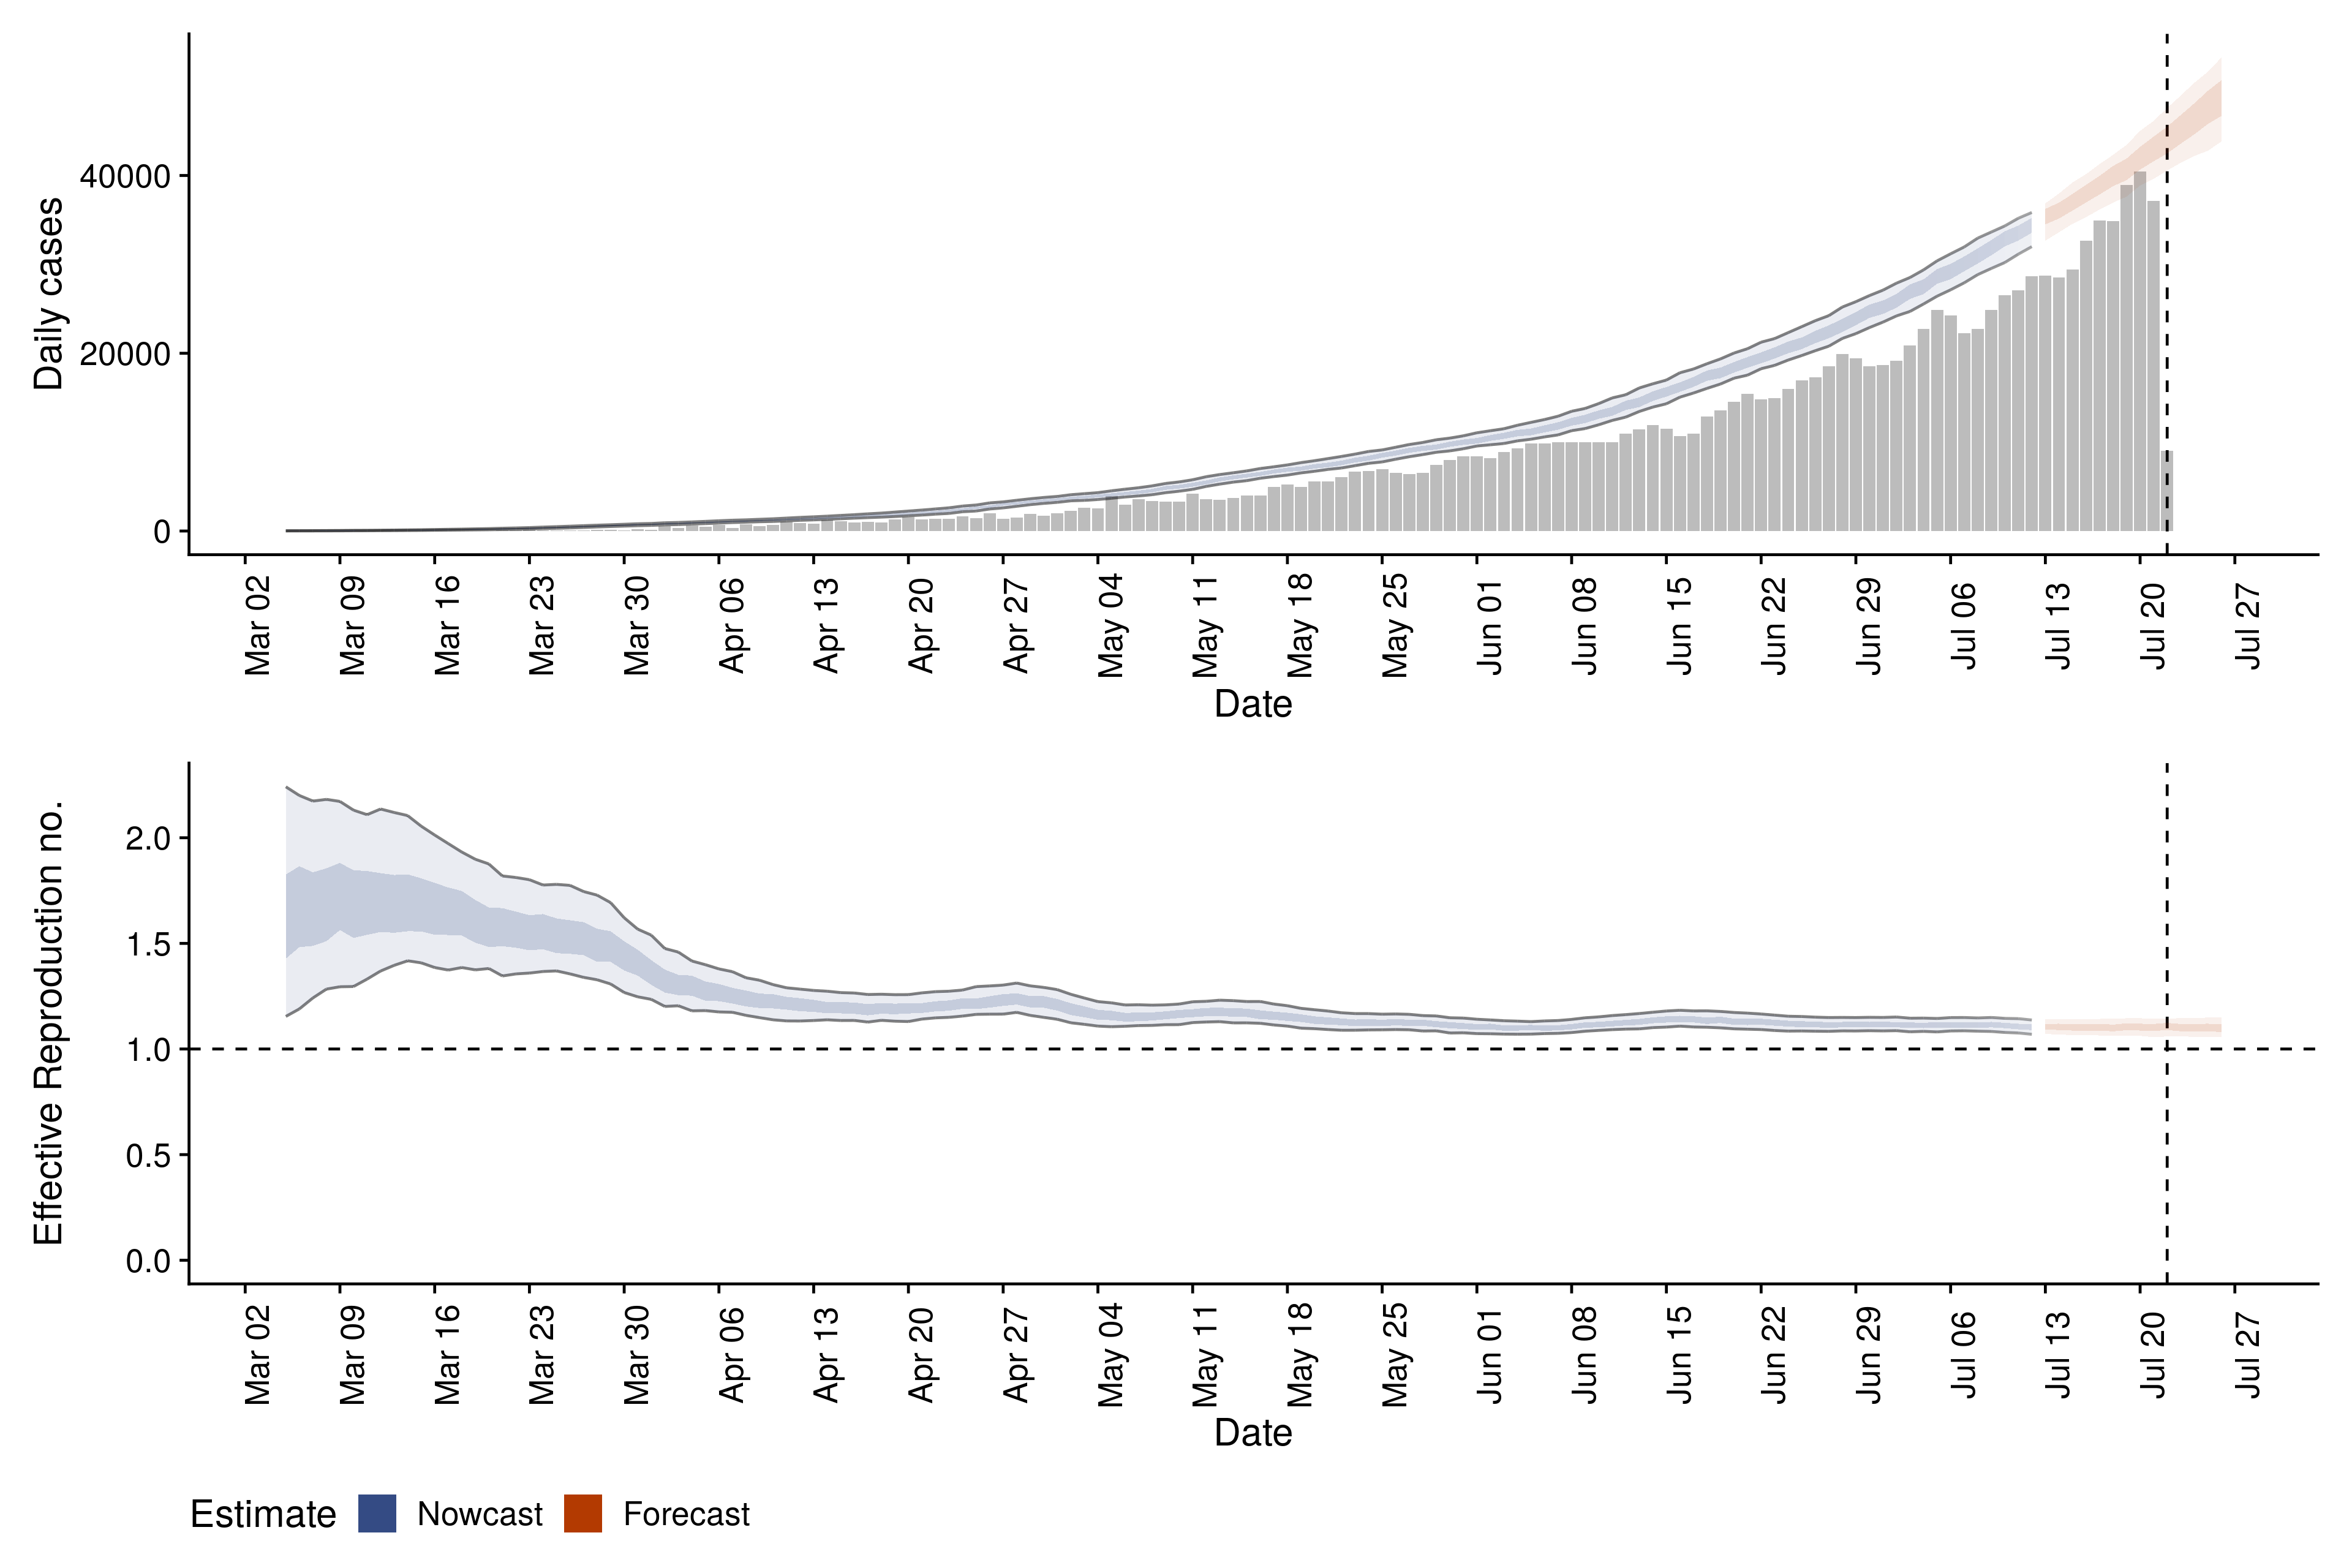 Daily cases
40000
20000
0
Mar 02 Mar 09 Mar 16 Mar 23 Mar 30 Apr 06 Apr 13 Apr 20 Apr 27 May 04 May 11 May 18 May 25 Jun 01 Jun 08 Jun 15 Jun 22 Jun 29 Jul 06 Jul 13 Jul 20 Jul 27
Date
Effective Reproduction no.
2.0
1.5
1.0
0.5
0.0
Mar 02 Mar 09 Mar 16 Mar 23 Mar 30 Apr 06 Apr 13 Apr 20 Apr 27 May 04 May 11 May 18 May 25 Jun 01 Jun 08 Jun 15 Jun 22 Jun 29 Jul 06 Jul 13 Jul 20 Jul 27
Date
Estimate Nowcast Forecast